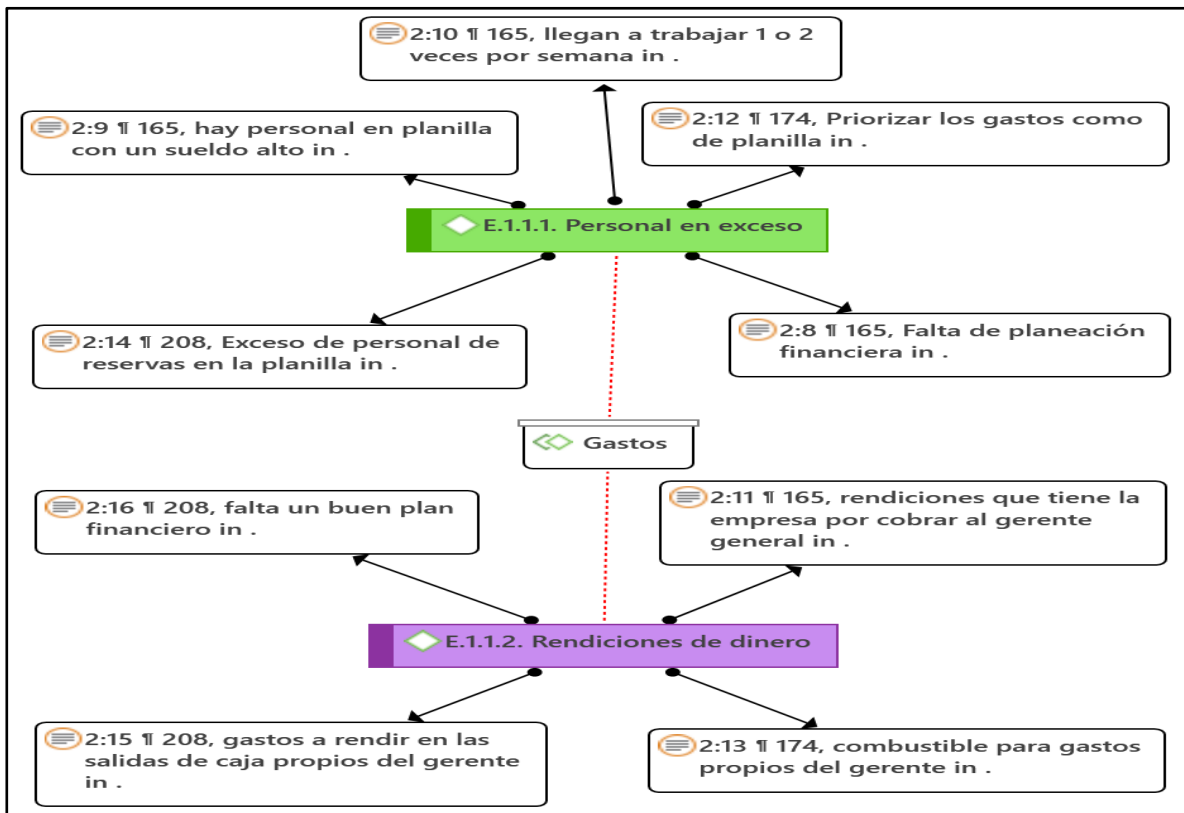 2:10 ¶ 165, llegan a trabajar 1 o 2
veces por semana in .
2:9 ¶ 165, hay personal en planilla
con un sueldo alto in .
2:12 ¶ 174, Priorizar los gastos como
de planilla in .
E.1.1.1. Personal en exceso
2:14 ¶ 208, Exceso de personal de
reservas en la planilla in .
2:8 ¶ 165, Falta de planeación
financiera in .
Gastos
2:16 ¶ 208, falta un buen plan
financiero in .
2:11 ¶ 165, rendiciones que tiene la
empresa por cobrar al gerente
general in .
E.1.1.2. Rendiciones de dinero
2:15 ¶ 208, gastos a rendir en las
salidas de caja propios del gerente
in .
2:13 ¶ 174, combustible para gastos
propios del gerente in .